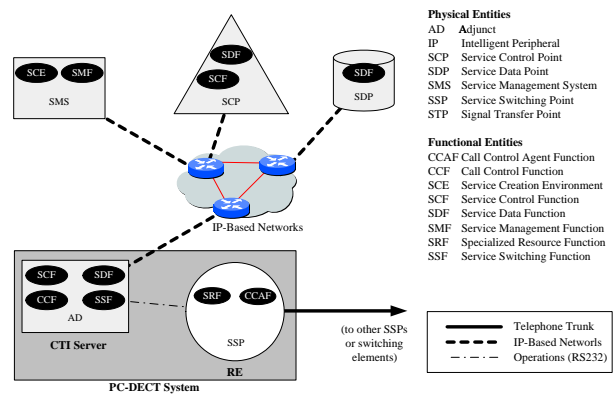 SCE SMF
SMS
SDF
SCF
SCP
SDF
SDP
IP-Based Networks
SCF SDF
CCF SSF
AD
CTI Server
SRF CCAF
SSP
RE
PC-DECT System
(to other SSPs
or switching
elements)
Physical Entities
AD Adjunct
IP Intelligent Peripheral
SCP Service Control Point
SDP Service Data Point
SMS Service Management System
SSP Service Switching Point
STP Signal Transfer Point
Functional Entities
CCAF Call Control Agent Function
CCF Call Control Function
SCE Service Creation Environment
SCF Service Control Function
SDF Service Data Function
SMF Service Management Function
SRF Specialized Resource Function
SSF Service Switching Function
Telephone Trunk
IP-Based Networls
Operations (RS232)